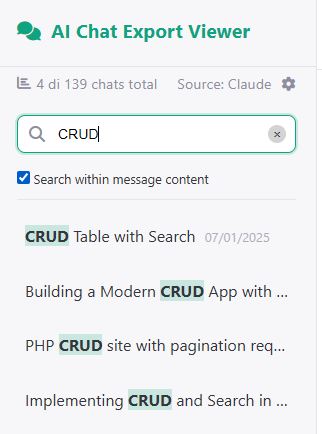 AI Chat Export Viewer
4 di 139 chats total Source: Claude
CRUD
Search within message content
CRUD Table with Search 07/01/2025
Building a Modern CRUD App with ...
PHP CRUD site with pagination req...
Implementing CRUD and Search in ...